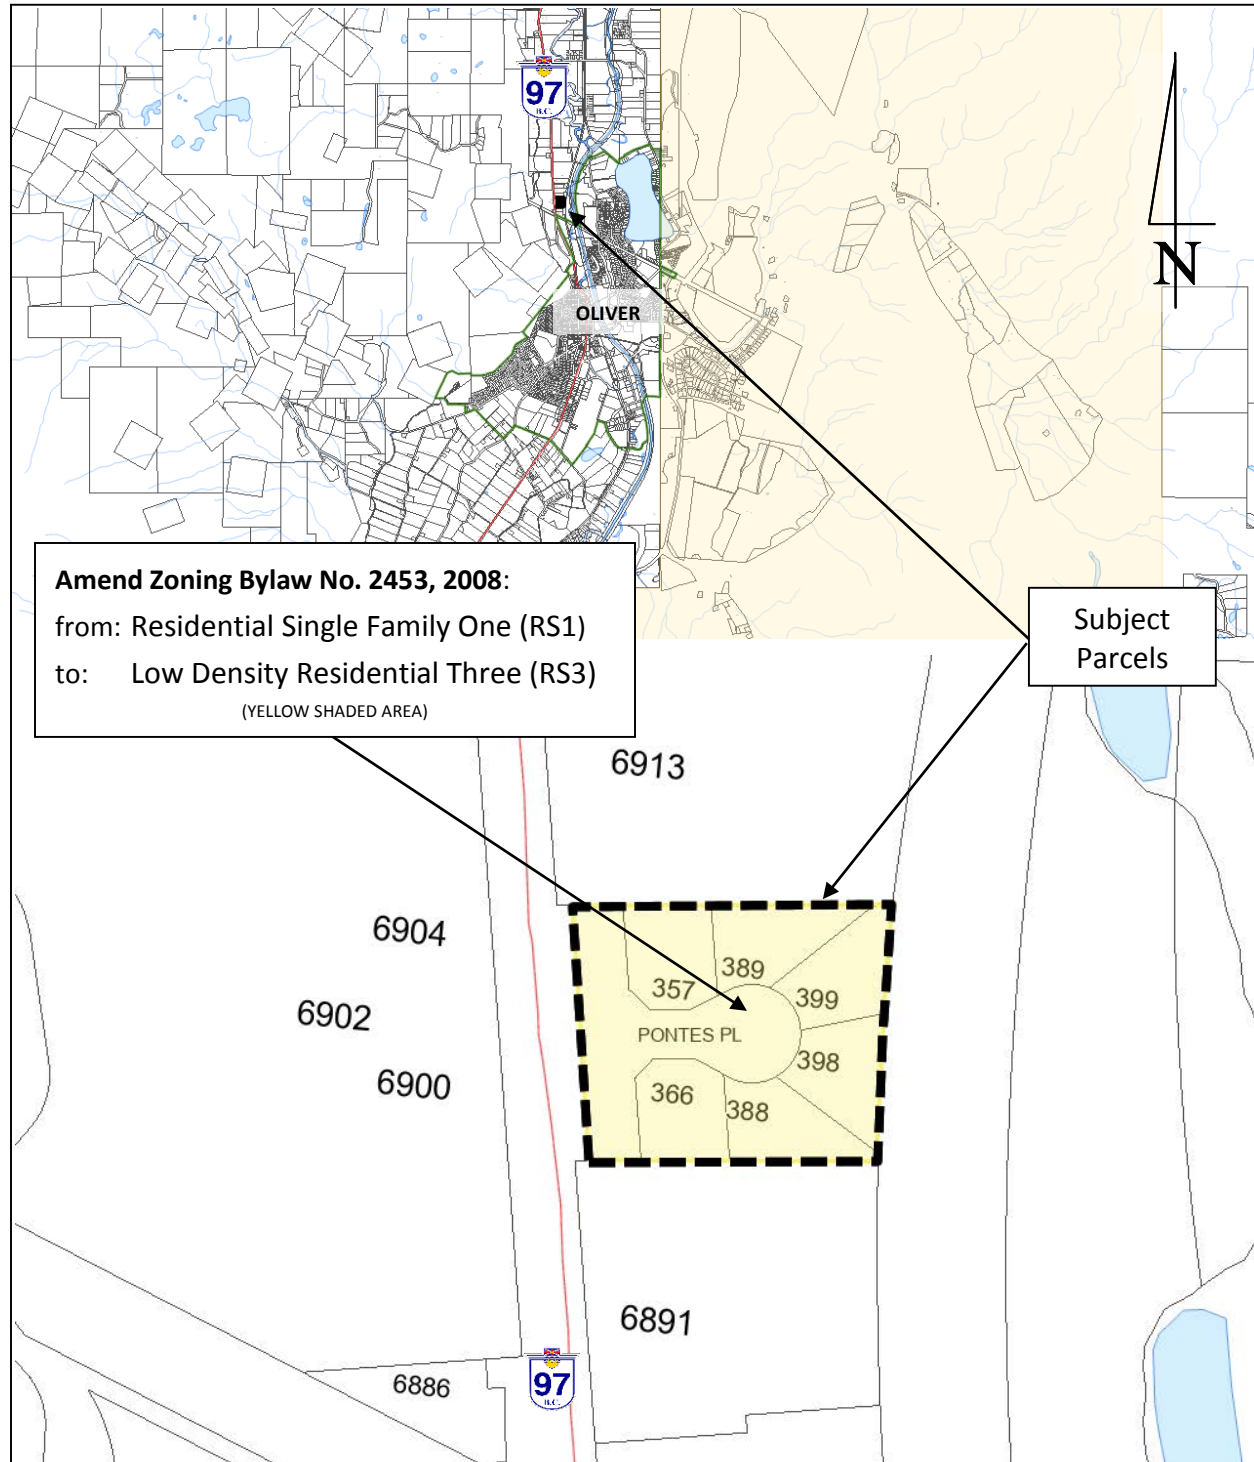 97
B.C.
N
OLIVER
Amend Zoning Bylaw No. 2453, 2008:
from: Residential Single Family One (RS1)
to: Low Density Residential Three (RS3)
(YELLOW SHADED AREA)
Subject
Parcels
6913
6904
389
357
399
6902
PONTES PL
398
6900
366
388
6891
97
B.C.
6886